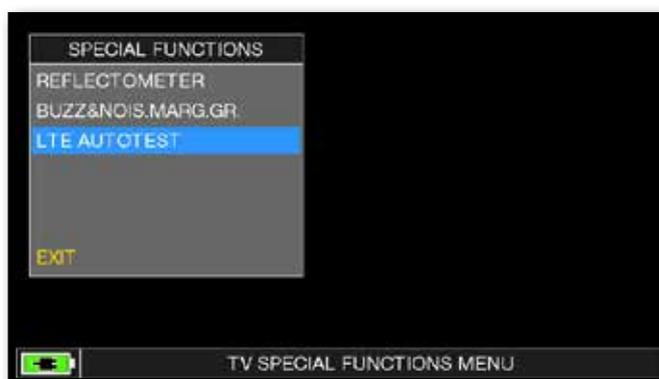 SPECIAL FUNCTIONS
REFLECTOMETER
BUZZ&NOIS.MARG.GR.
LTE AUTOTEST
EXIT
TV SPECIAL FUNCTIONS MENU